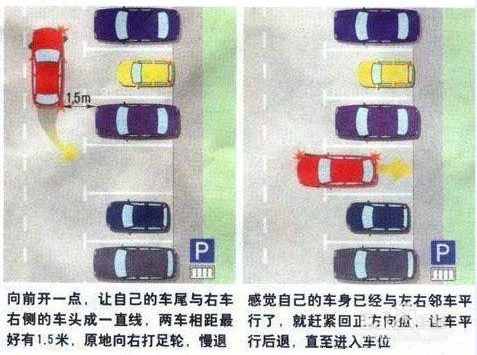 1.5m
P
向前开一点，让自己的车尾与右车
右侧的车头成一直线，两车相距最
好有1.5米，原地向右打足轮，慢退
P
感觉自己的车身已经与左右邻车平
行了，就赶紧回正方向盘，让车平
行后退，直至进入车位